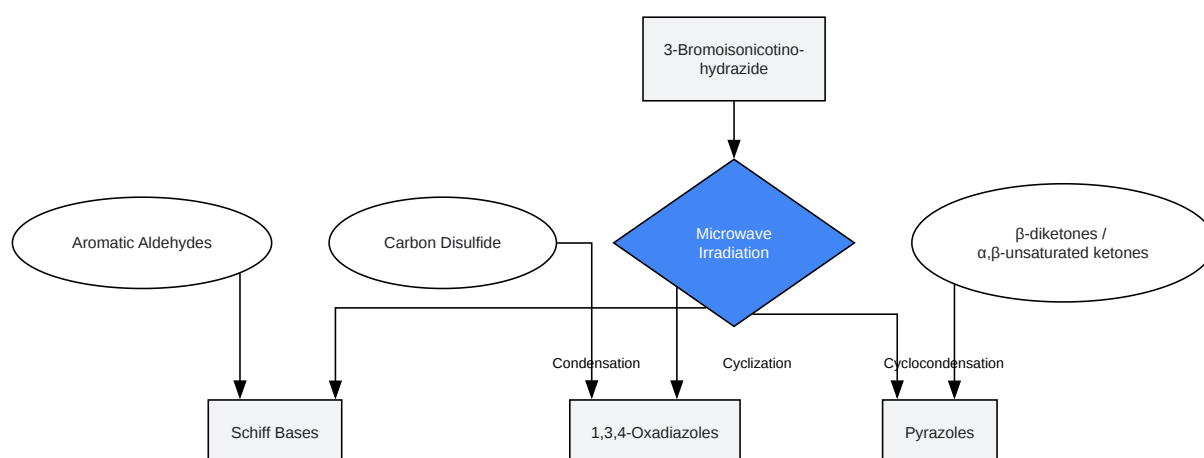 3-Bromoisonicotino-
hydrazide
Aromatic Aldehydes
Carbon Disulfide
Microwave
Irradiation
β-diketones /
α,β-unsaturated ketones
Condensation
Cyclization
Cyclocondensation
Schiff Bases
1,3,4-Oxadiazoles
Pyrazoles